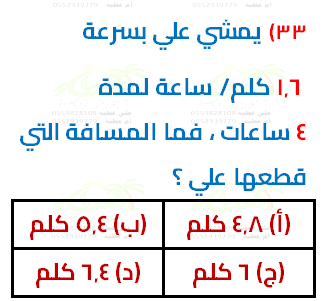 ٣٣) يمشي علي بسرعة
١,٦ كلم/ ساعة لمدة
٤ ساعات ، فما المسافة التي
قطعها علي ؟
(أ) ٤,٨ كلم (ب) ٥,٤ كلم
(ج) ٦ كلم (د) ٦,٤ كلم